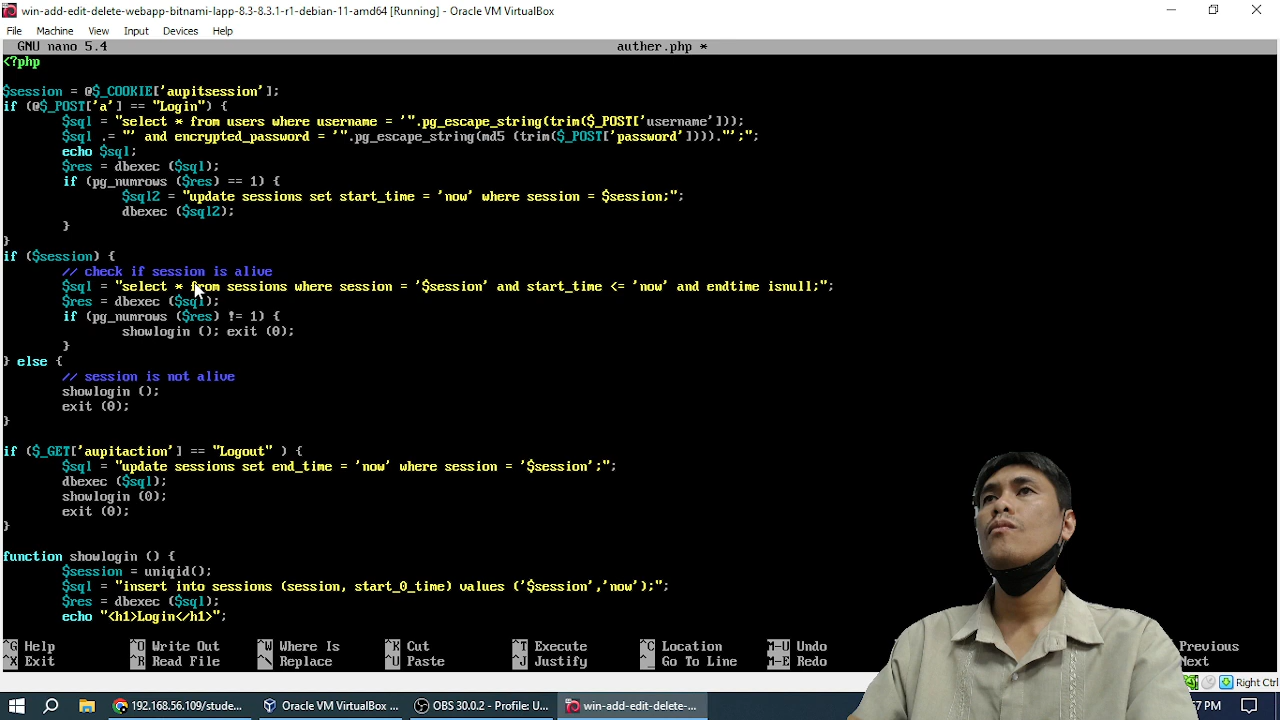 win-add-edit-delete-webapp-bitnami-lapp-8.3-8.3.1-r1-debian-11-amd64 [Running] - Oracle VM VirtualBox
File Machine View Input Devices Help
GNU nano 5.4 auther.php *
<?php
$session = @$_COOKIE['aupitsession'];
if (@$_POST['a'] == "Login") {
$sql = "select * from users where username = '".pg_escape_string(trim($_POST['username']));
$sql .= "' and encrypted_password = '".pg_escape_string(md5 (trim($_POST['password'])))."';";
echo $sql;
$res = dbexec ($sql);
if (pg_numrows ($res) == 1) {
$sql2 = "update sessions set start_time = 'now' where session = $session;";
dbexec ($sql2);
}
}
if ($session) {
// check if session is alive
$sql = "select * from sessions where session = '$session' and start_time <= 'now' and endtime isnull;";
$res = dbexec ($sql);
if (pg_numrows ($res) != 1) {
showlogin (); exit (0);
}
} else {
// session is not alive
showlogin ();
exit (0);
}
if ($_GET['aupitaction'] == "Logout" ) {
$sql = "update sessions set end_time = 'now' where session = '$session';";
dbexec ($sql);
showlogin (0);
exit (0);
}
function showlogin () {
$session = uniqid();
$sql = "insert into sessions (session, start_0_time) values ('$session','now');";
$res = dbexec ($sql);
echo "<h1>Login</h1>";
^G Help ^O Write Out ^W Where Is ^K Cut ^T Execute ^C Location M-U Undo Previous
^X Exit ^R Read File ^\ Replace ^U Paste ^J Justify ^_ Go To Line M-E Redo Next
Right Ctrl
192.168.56.109/stude... Oracle VM VirtualBox ... OBS 30.0.2 - Profile: U... win-add-edit-delete-... :57 PM